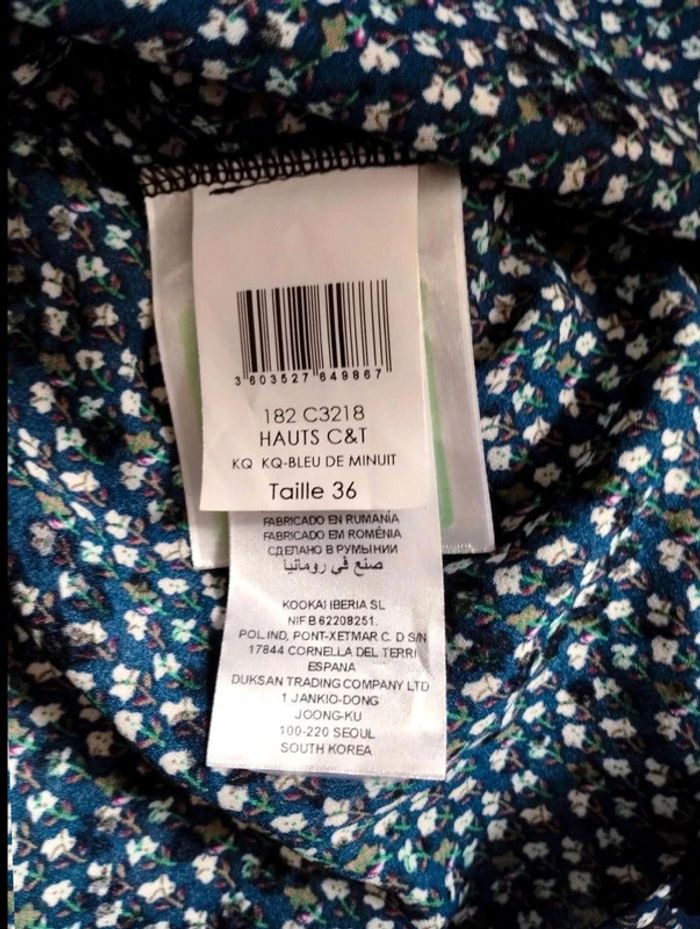 3 603527 649867
182 C3218
HAUTS C&T
KQ KQ-BLEU DE MINUIT
Taille 36
FABRICADO EN RUMANÍA
FABRICADO EM ROMÉNIA
СДЕЛАНО В РУМЫНИИ
صنع في رومانيا
KOOKAI IBERIA SL
NIF B 62208251.
POL.IND, PONT-XETMAR C. D S/N
17844 CORNELLA DEL TERRI
ESPANA
DUKSAN TRADING COMPANY LTD
1 JANKIO-DONG
JOONG-KU
100-220 SEOUL
SOUTH KOREA